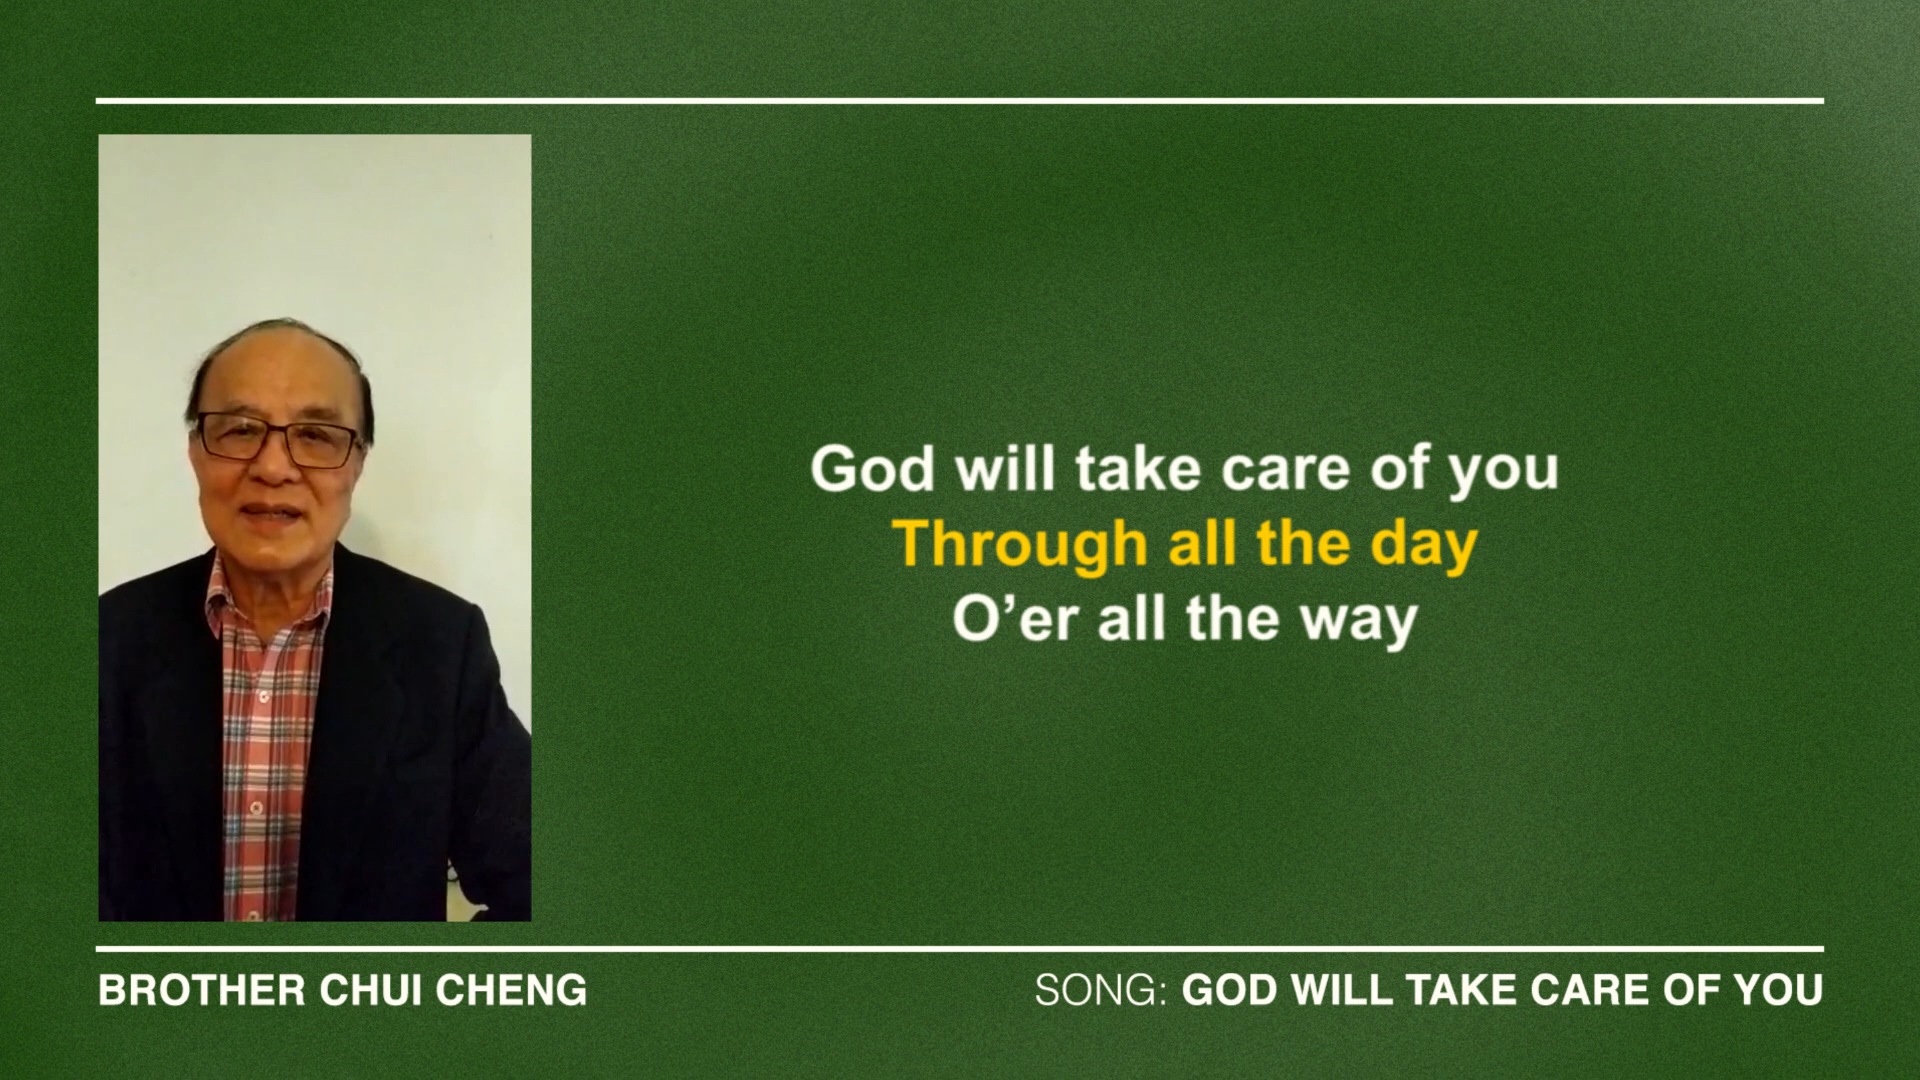 God will take care of you
Through all the day
O’er all the way
BROTHER CHUI CHENG
SONG: GOD WILL TAKE CARE OF YOU